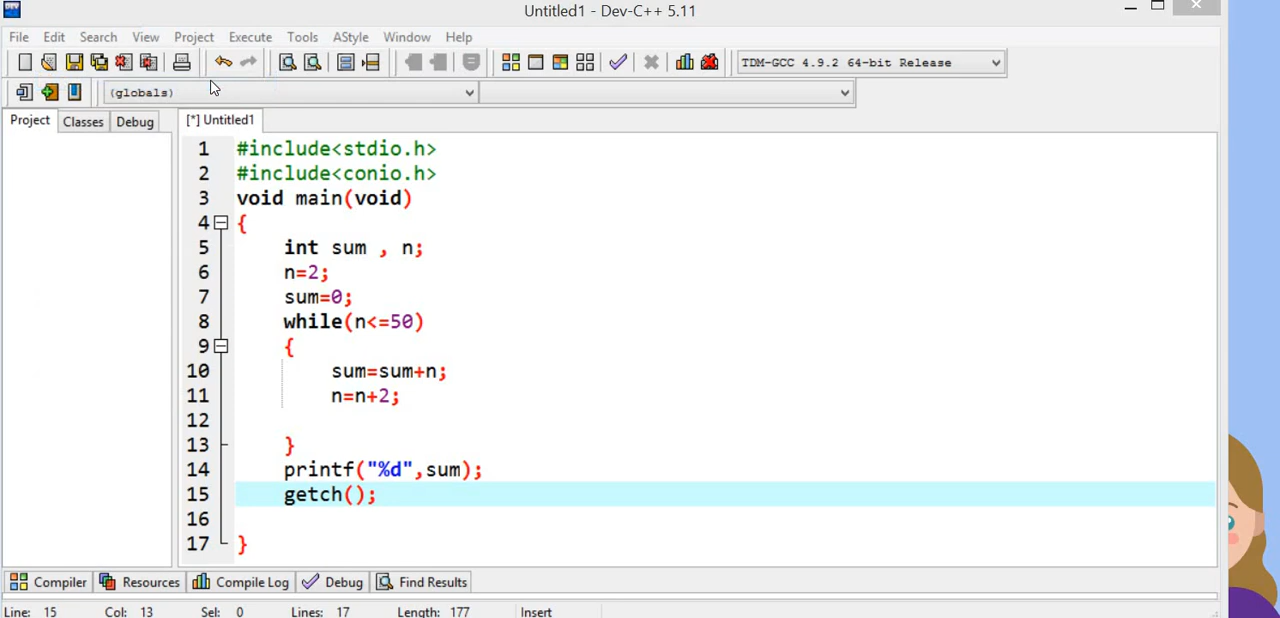 Untitled1 - Dev-C++ 5.11
File Edit Search View Project Execute Tools AStyle Window Help
TDM-GCC 4.9.2 64-bit Release
(globals)
Project Classes Debug [*] Untitled1
1 #include<stdio.h>
2 #include<conio.h>
3 void main(void)
4 {
5 int sum , n;
6 n=2;
7 sum=0;
8 while(n<=50)
9 {
10 sum=sum+n;
11 n=n+2;
12
13 }
14 printf("%d",sum);
15 getch();
16
17 }
Compiler Resources Compile Log Debug Find Results
Line: 15 Col: 13 Sel: 0 Lines: 17 Length: 177 Insert